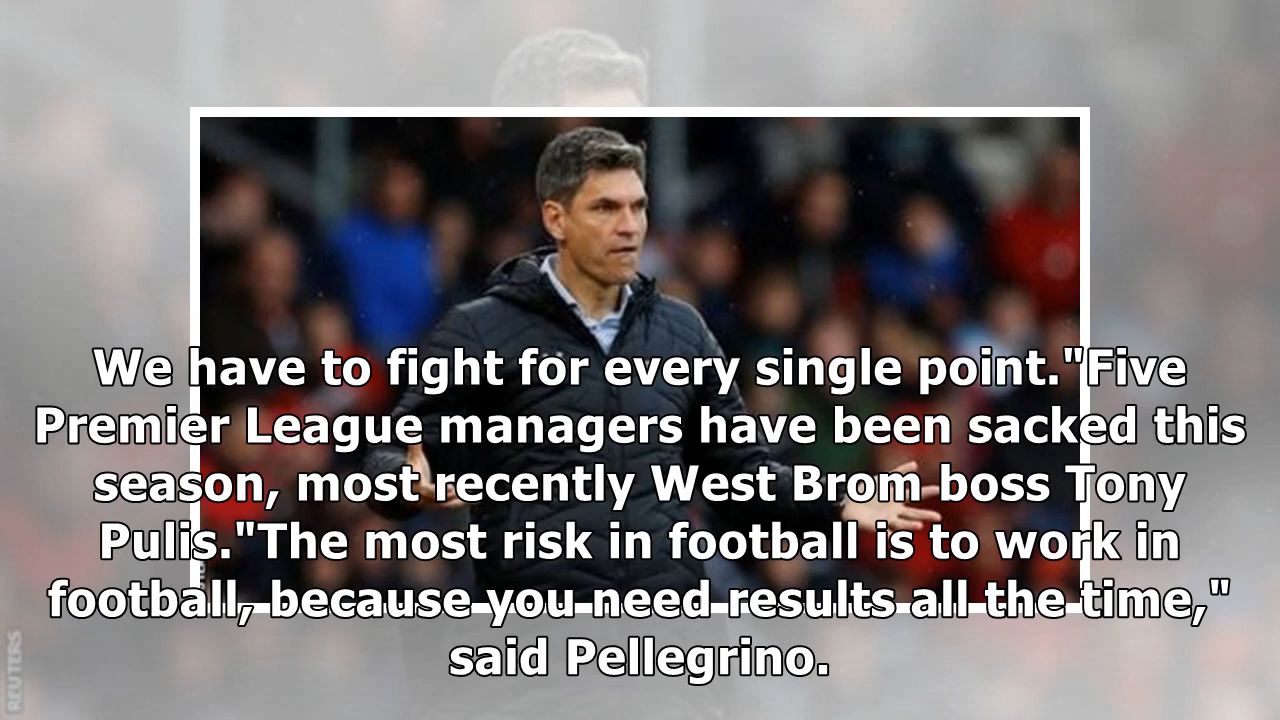 We have to fight for every single point."Five
Premier League managers have been sacked this
season, most recently West Brom boss Tony
Pulis."The most risk in football is to work in
football, because you need results all the time,"
said Pellegrino.
REUTERS